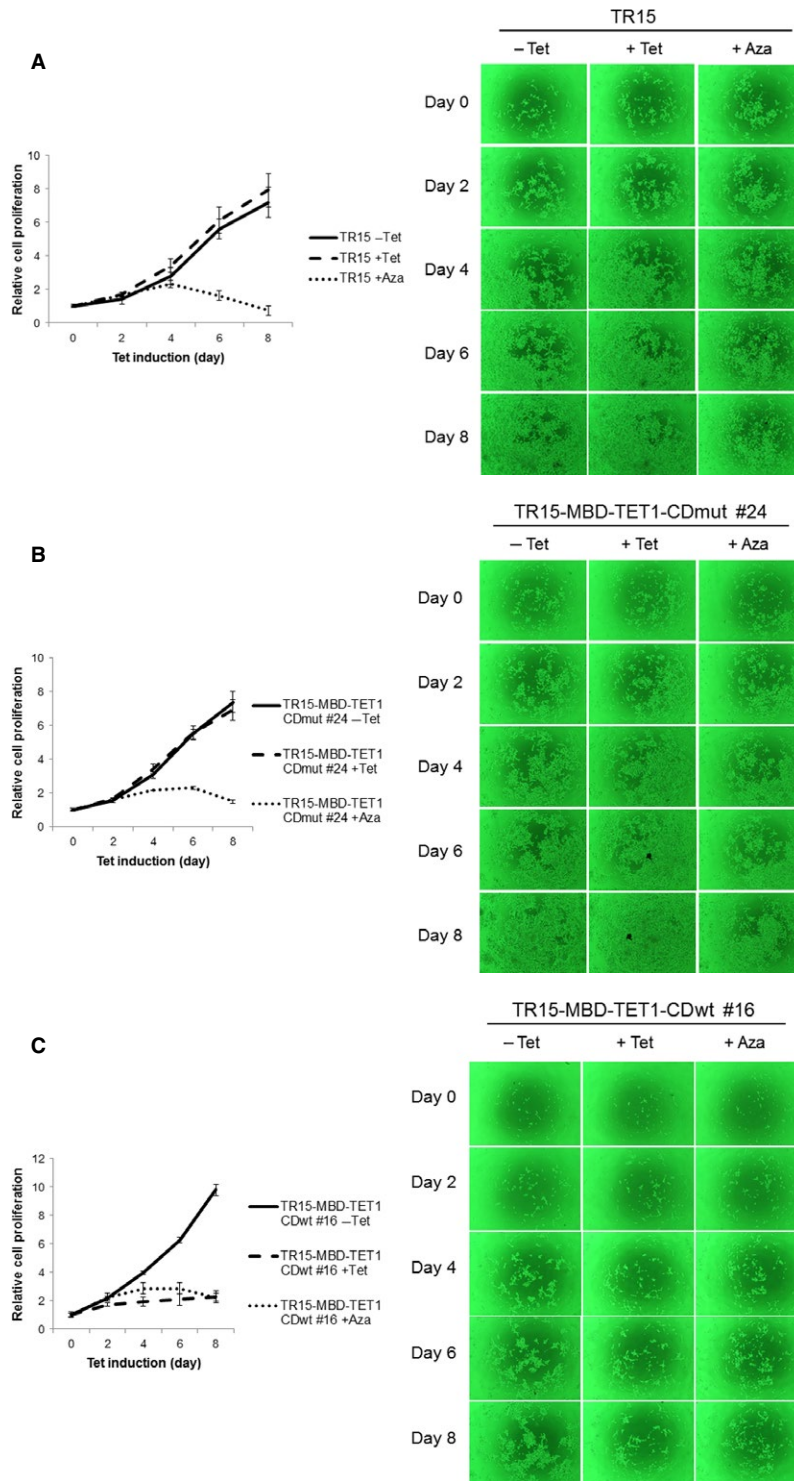 A
10
8
6
4
2
0
Relative cell proliferation
0 2 4 6 8
Tet induction (day)
TR15 –Tet
TR15 +Tet
TR15 +Aza
TR15
– Tet + Tet + Aza
Day 0
Day 2
Day 4
Day 6
Day 8
B
10
8
6
4
2
0
Relative cell proliferation
0 2 4 6 8
Tet induction (day)
TR15-MBD-TET1
CDmut #24 –Tet
TR15-MBD-TET1
CDmut #24 +Tet
TR15-MBD-TET1
CDmut #24 +Aza
TR15-MBD-TET1-CDmut #24
– Tet + Tet + Aza
Day 0
Day 2
Day 4
Day 6
Day 8
C
12
10
8
6
4
2
0
Relative cell proliferation
0 2 4 6 8
Tet induction (day)
TR15-MBD-TET1
CDwt #16 –Tet
TR15-MBD-TET1
CDwt #16 +Tet
TR15-MBD-TET1
CDwt #16 +Aza
TR15-MBD-TET1-CDwt #16
– Tet + Tet + Aza
Day 0
Day 2
Day 4
Day 6
Day 8